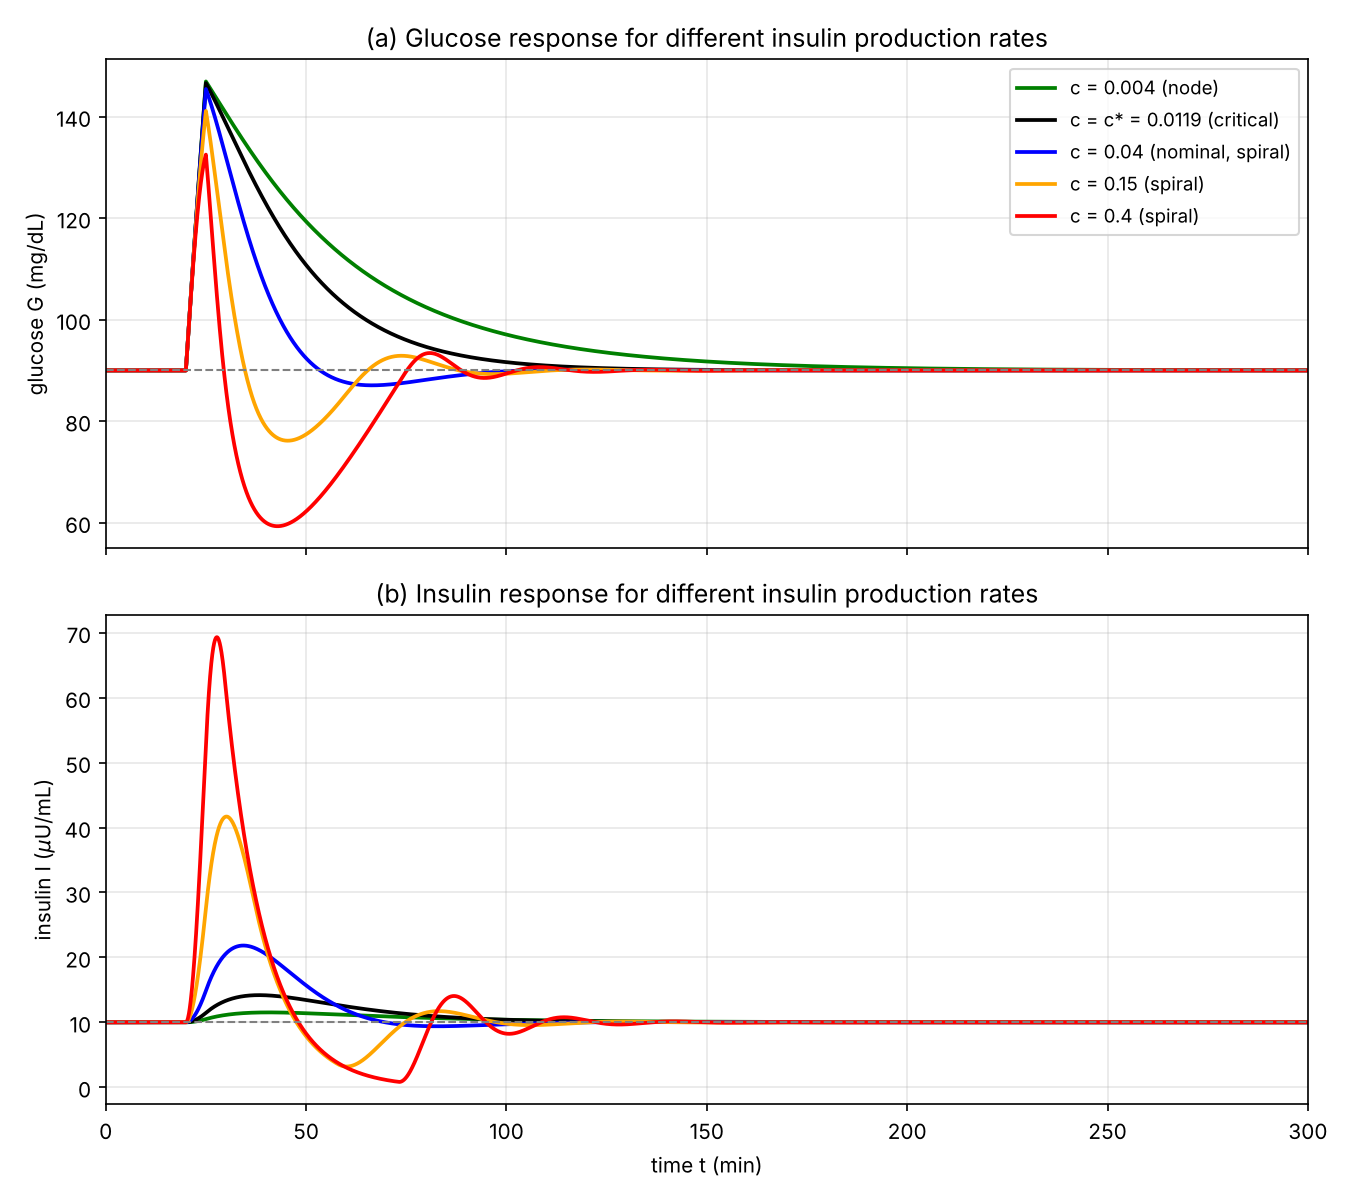 (a) Glucose response for different insulin production rates
140
120
100
80
60
glucose G (mg/dL)
c = 0.004 (node)
c = c* = 0.0119 (critical)
c = 0.04 (nominal, spiral)
c = 0.15 (spiral)
c = 0.4 (spiral)
(b) Insulin response for different insulin production rates
70
60
50
40
30
20
10
0
insulin I (μU/mL)
0 50 100 150 200 250 300
time t (min)